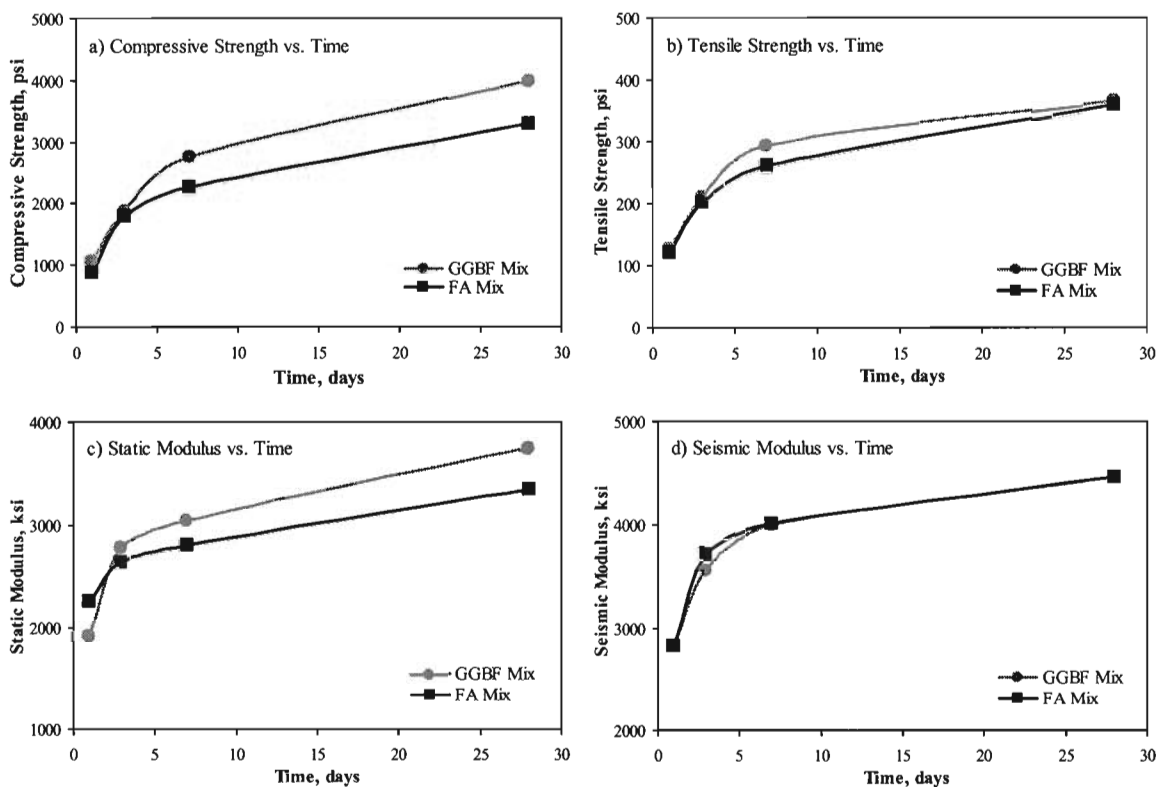 a) Compressive Strength vs. Time
Compressive Strength, psi
5000
4000
3000
2000
1000
0
0 5 10 15 20 25 30
Time, days
GGBF Mix
FA Mix
b) Tensile Strength vs. Time
Tensile Strength, psi
500
400
300
200
100
0
0 5 10 15 20 25 30
Time, days
GGBF Mix
FA Mix
c) Static Modulus vs. Time
Static Modulus, ksi
4000
3000
2000
1000
0 5 10 15 20 25 30
Time, days
GGBF Mix
FA Mix
d) Seismic Modulus vs. Time
Seismic Modulus, ksi
5000
4000
3000
2000
0 5 10 15 20 25 30
Time, days
GGBF Mix
FA Mix